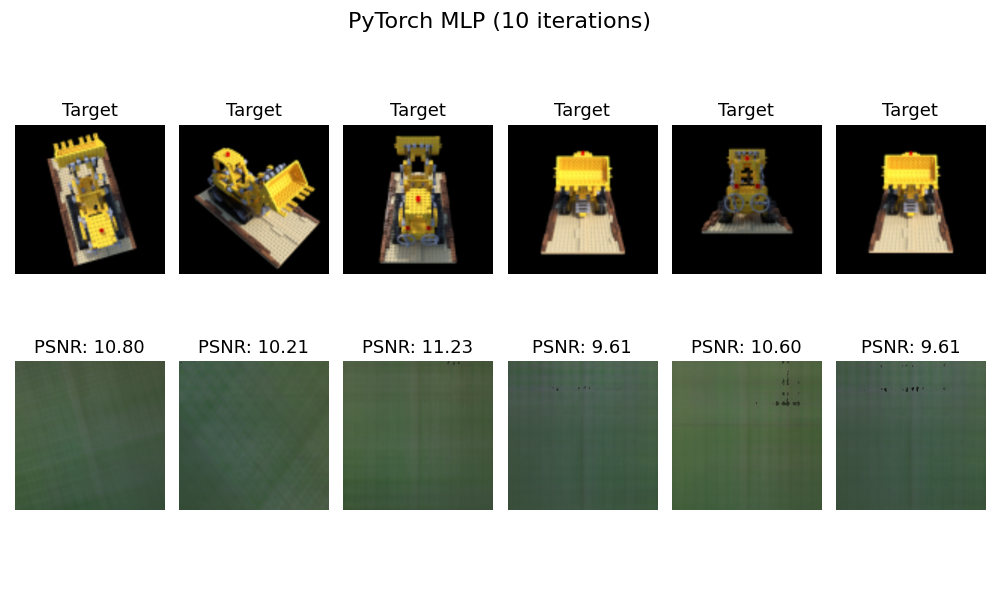 PyTorch MLP (10 iterations)
Target Target Target Target Target Target
PSNR: 10.80 PSNR: 10.21 PSNR: 11.23 PSNR: 9.61 PSNR: 10.60 PSNR: 9.61